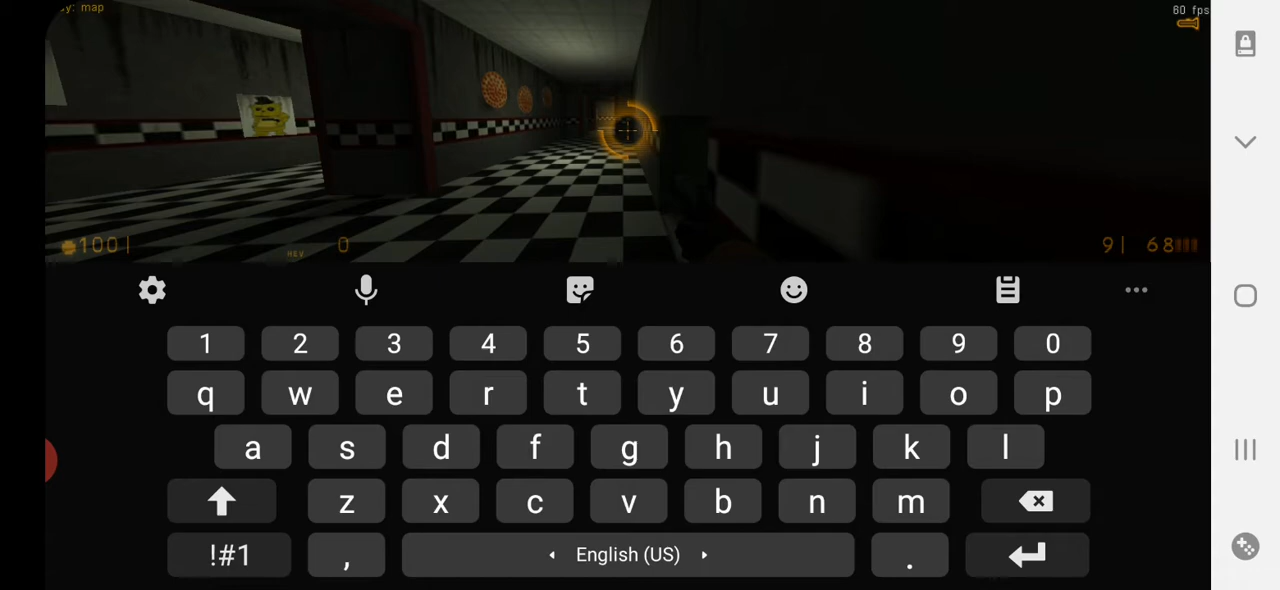 y: map
60 fps
100
HEV
0
9| 68
1 2 3 4 5 6 7 8 9 0
q w e r t y u i o p
a s d f g h j k l
z x c v b n m
!#1 , English (US) .